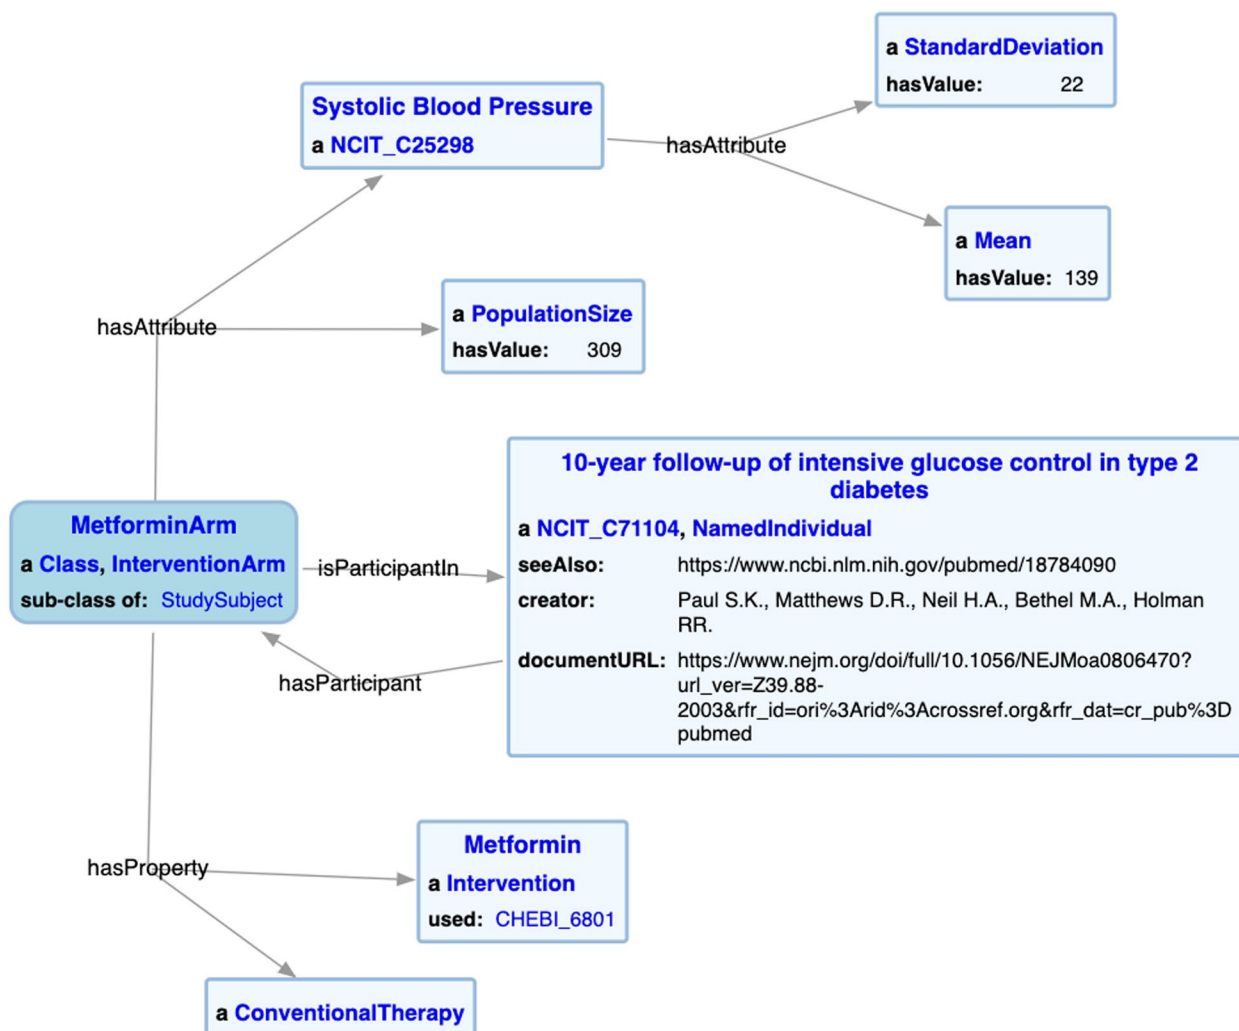 a StandardDeviation
hasValue: 22
Systolic Blood Pressure
a NCIT_C25298
hasAttribute
a Mean
hasValue: 139
a PopulationSize
hasValue: 309
hasAttribute
10-year follow-up of intensive glucose control in type 2
diabetes
a NCIT_C71104, NamedIndividual
seeAlso: https://www.ncbi.nlm.nih.gov/pubmed/18784090
creator: Paul S.K., Matthews D.R., Neil H.A., Bethel M.A., Holman
RR.
documentURL: https://www.nejm.org/doi/full/10.1056/NEJMoa0806470?
url_ver=Z39.88-
2003&rfr_id=ori%3Arid%3Acrossref.org&rfr_dat=cr_pub%3D
pubmed
MetforminArm
a Class, InterventionArm
sub-class of: StudySubject
isParticipantIn
hasParticipant
hasProperty
Metformin
a Intervention
used: CHEBI_6801
a ConventionalTherapy